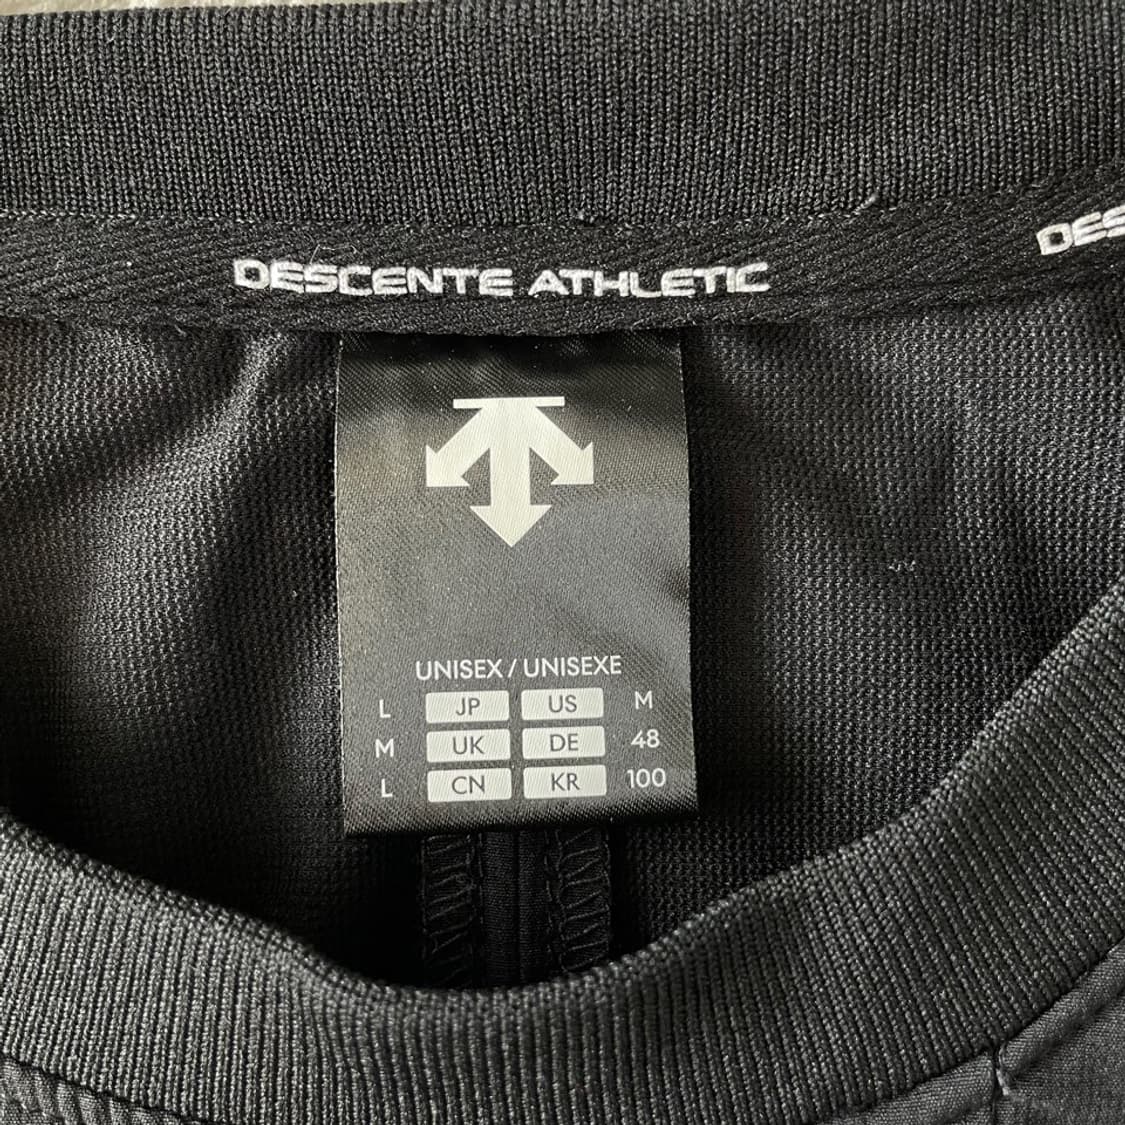 DESCENTE ATHLETIC
DES
UNISEX / UNISEXE
L JP US M
M UK DE 48
L CN KR 100